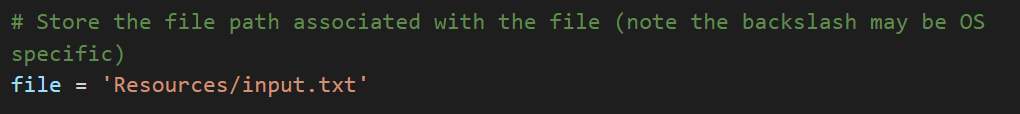 # Store the file path associated with the file (note the backslash may be OS
specific)
file = 'Resources/input.txt'